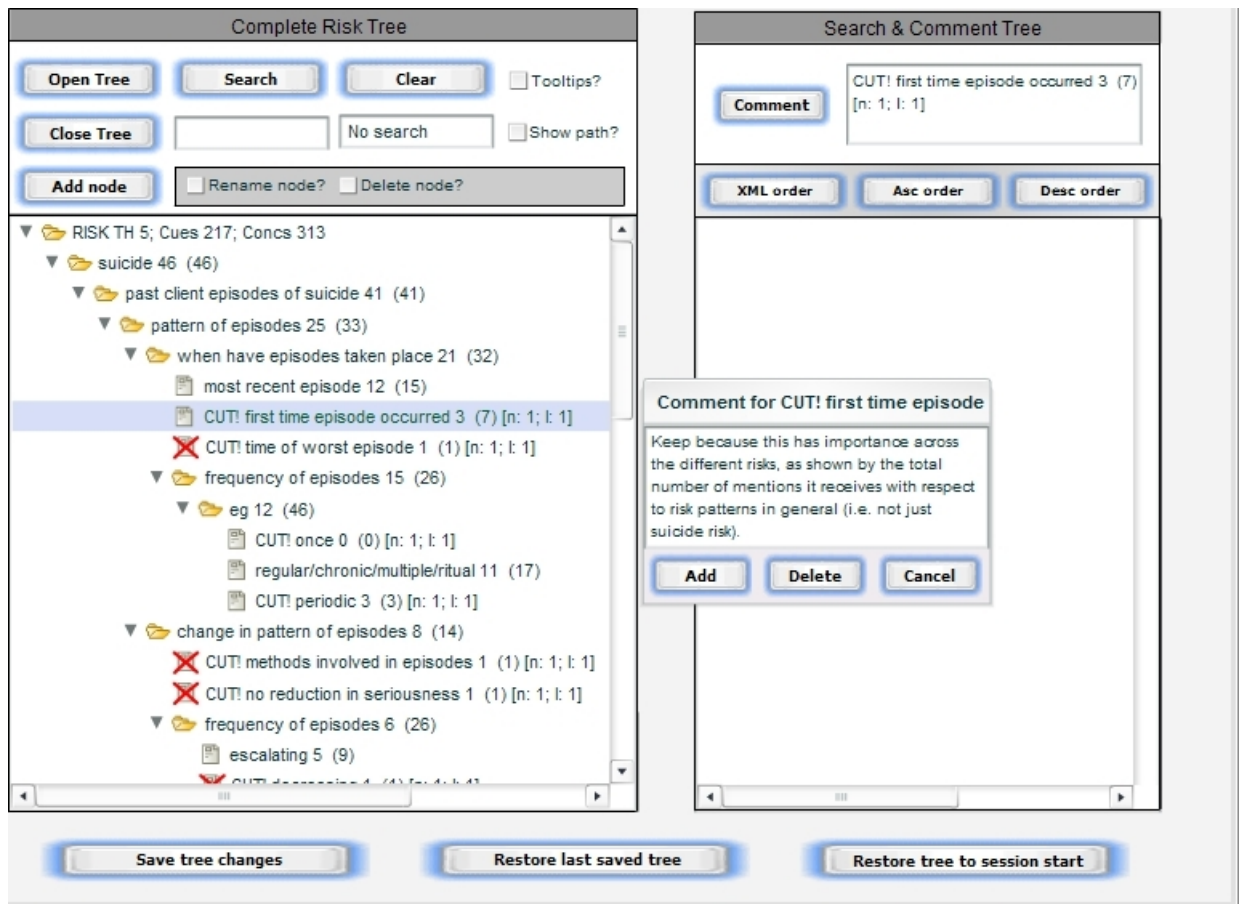 Complete Risk Tree
Open Tree
Search
Clear
Tooltips?
Close Tree
No search
Show path?
Add node
Rename node?
Delete node?
RISK TH 5; Cues 217; Concs 313
suicide 46 (46)
past client episodes of suicide 41 (41)
pattern of episodes 25 (33)
when have episodes taken place 21 (32)
most recent episode 12 (15)
CUT! first time episode occurred 3 (7) [n: 1; l: 1]
CUT! time of worst episode 1 (1) [n: 1; l: 1]
frequency of episodes 15 (26)
eg 12 (46)
CUT! once 0 (0) [n: 1; l: 1]
regular/chronic/multiple/ritual 11 (17)
CUT! periodic 3 (3) [n: 1; l: 1]
change in pattern of episodes 8 (14)
CUT! methods involved in episodes 1 (1) [n: 1; l: 1]
CUT! no reduction in seriousness 1 (1) [n: 1; l: 1]
frequency of episodes 6 (26)
escalating 5 (9)
CUT! decreasing 1 (1) [n: 1; l: 1]
Search & Comment Tree
Comment
CUT! first time episode occurred 3 (7)
[n: 1; l: 1]
XML order
Asc order
Desc order
Comment for CUT! first time episode
Keep because this has importance across
the different risks, as shown by the total
number of mentions it receives with respect
to risk patterns in general (i.e. not just
suicide risk).
Add
Delete
Cancel
Save tree changes
Restore last saved tree
Restore tree to session start